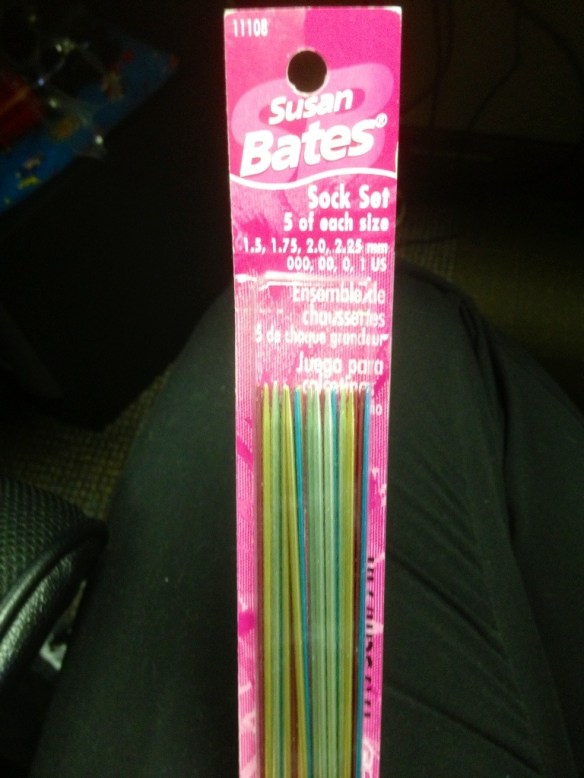 11108
Susan
Bates®
Sock Set
5 of each size
1.5, 1.75, 2.0, 2.25 mm
000, 00, 0, 1 US
Ensemble de
chaussettes
5 de chaque grandeur
Juego para
calcetines